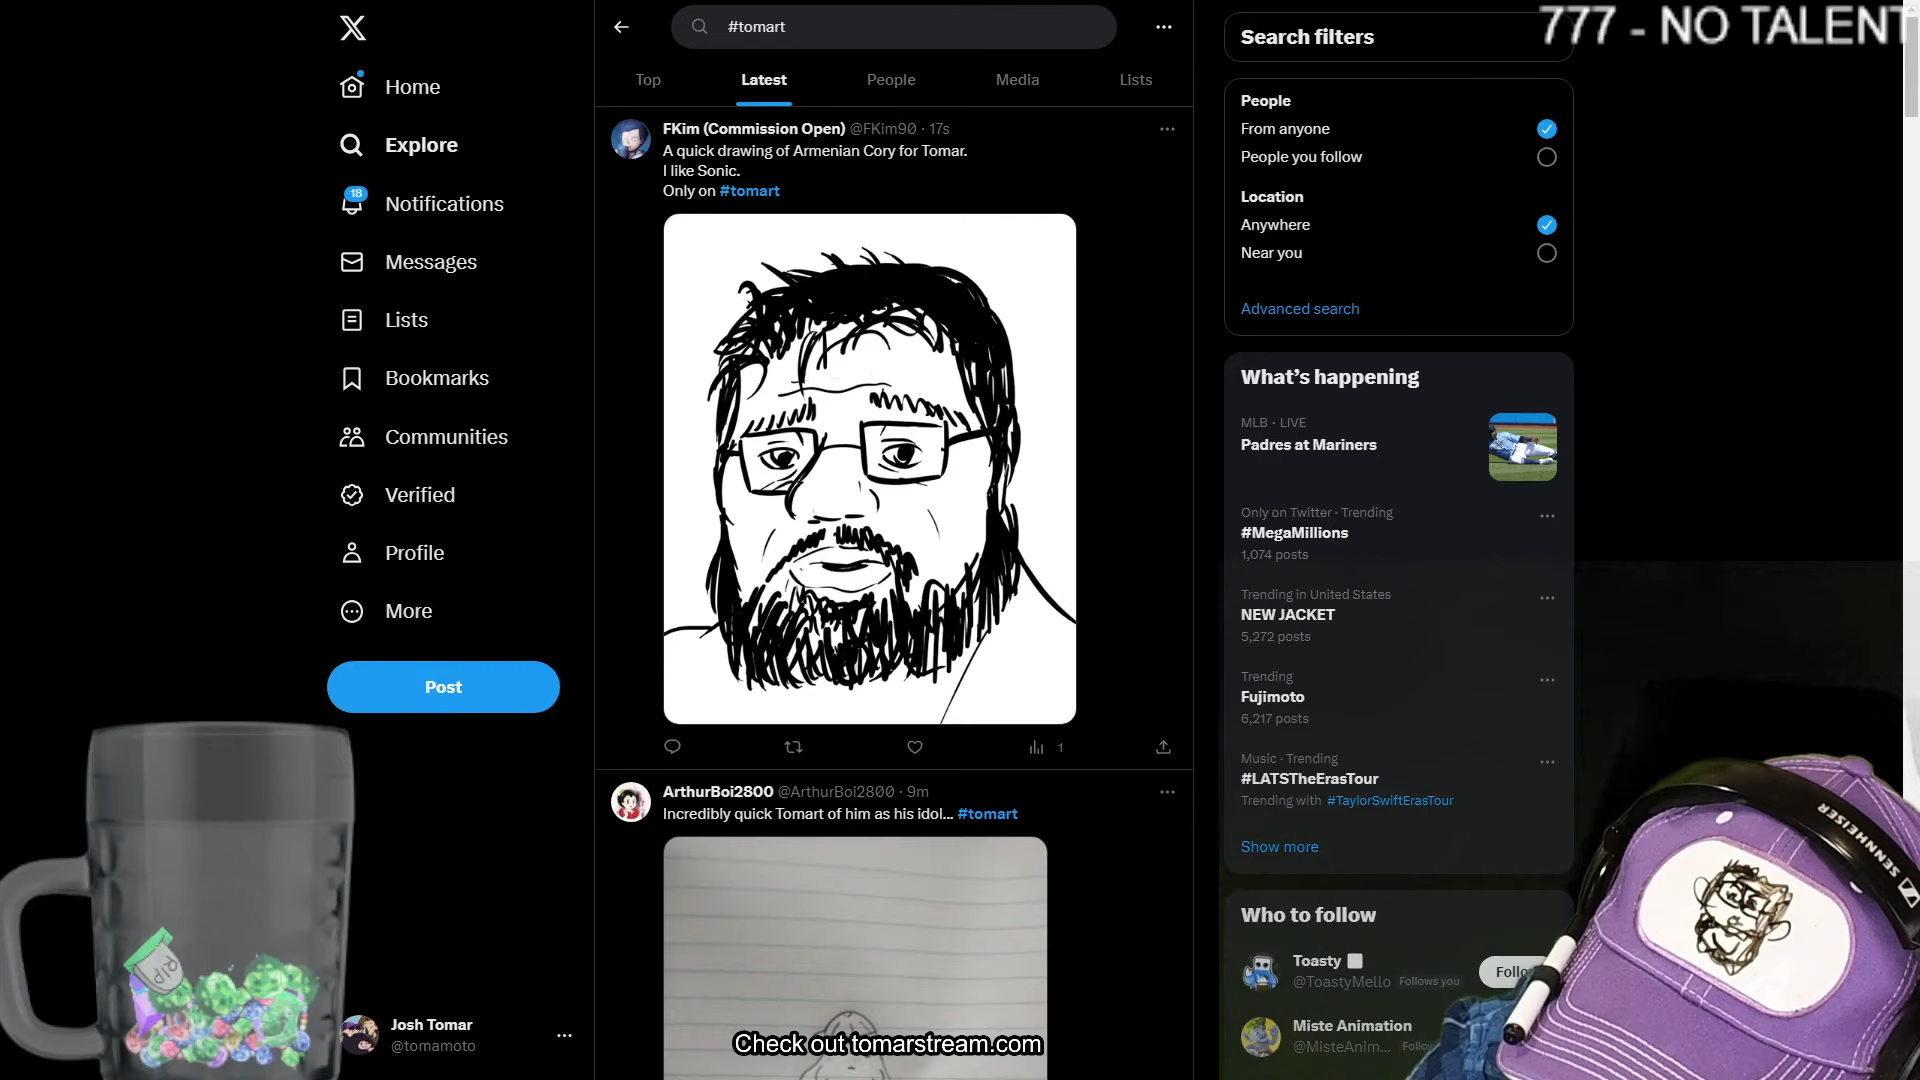 #tomart
Top
Latest
People
Media
Lists
Home
Explore
18
Notifications
Messages
Lists
Bookmarks
Communities
Verified
Profile
More
Post
Josh Tomar
@tomamoto
FKim (Commission Open) @FKim90 · 17s
A quick drawing of Armenian Cory for Tomar.
I like Sonic.
Only on #tomart
1
ArthurBoi2800 @ArthurBoi2800 · 9m
Incredibly quick Tomart of him as his idol... #tomart
Check out tomarstream.com
777 - NO TALENT
Search filters
People
From anyone
People you follow
Location
Anywhere
Near you
Advanced search
What's happening
MLB · LIVE
Padres at Mariners
Only on Twitter · Trending
#MegaMillions
1,074 posts
Trending in United States
NEW JACKET
5,272 posts
Trending
Fujimoto
6,217 posts
Music · Trending
#LATSTheErasTour
Trending with #TaylorSwiftErasTour
Show more
Who to follow
Toasty
@ToastyMello Follows you
Follo
Miste Animation
@MisteAnim... Follow
SENNHEISER
RIP